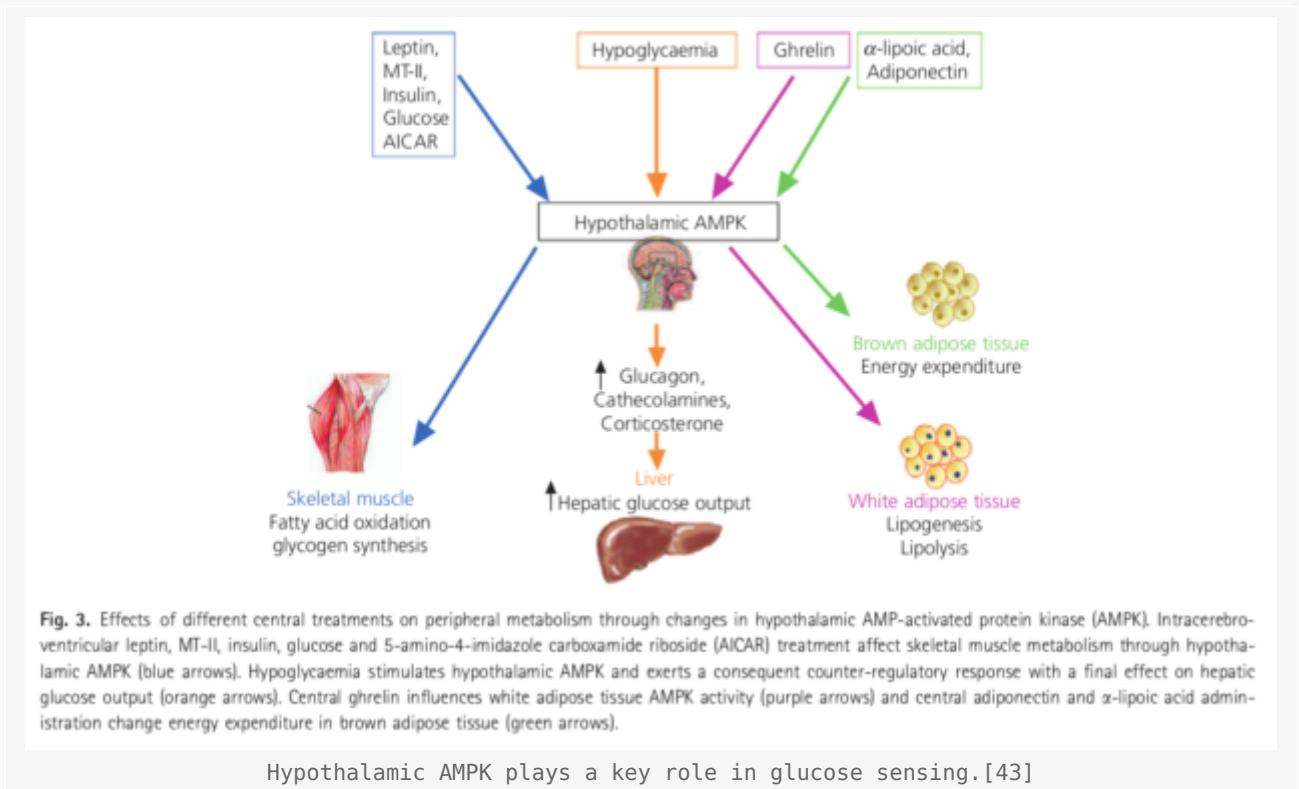 Leptin,
MT-II,
Insulin,
Glucose
AICAR
Hypoglycaemia
Ghrelin
α-lipoic acid,
Adiponectin
Hypothalamic AMPK
Brown adipose tissue
Energy expenditure
Glucagon,
Cathecolamines,
Corticosterone
Liver
Hepatic glucose output
Skeletal muscle
Fatty acid oxidation
glycogen synthesis
White adipose tissue
Lipogenesis
Lipolysis
Fig. 3. Effects of different central treatments on peripheral metabolism through changes in hypothalamic AMP-activated protein kinase (AMPK). Intracerebro-
ventricular leptin, MT-II, insulin, glucose and 5-amino-4-imidazole carboxamide riboside (AICAR) treatment affect skeletal muscle metabolism through hypotha-
lamic AMPK (blue arrows). Hypoglycaemia stimulates hypothalamic AMPK and exerts a consequent counter-regulatory response with a final effect on hepatic
glucose output (orange arrows). Central ghrelin influences white adipose tissue AMPK activity (purple arrows) and central adiponectin and α-lipoic acid admin-
istration change energy expenditure in brown adipose tissue (green arrows).
Hypothalamic AMPK plays a key role in glucose sensing.[43]